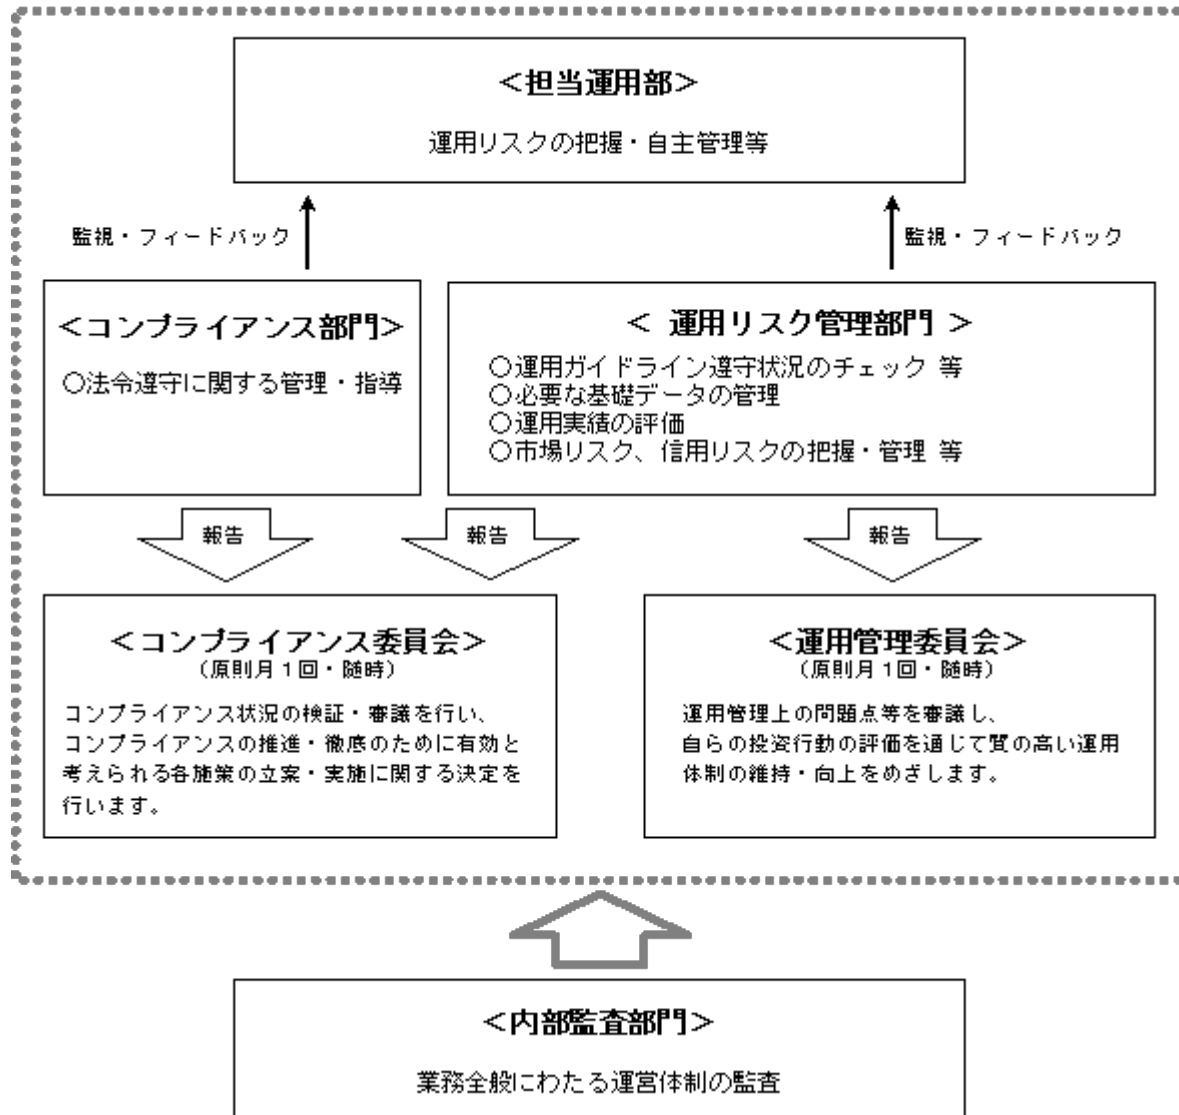 ＜担当運用部＞
運用リスクの把握・自主管理等
監視・フィードバック
監視・フィードバック
＜コンプライアンス部門＞
○法令遵守に関する管理・指導
＜ 運用リスク管理部門 ＞
○運用ガイドライン遵守状況のチェック 等
○必要な基礎データの管理
○運用実績の評価
○市場リスク、信用リスクの把握・管理 等
報告
報告
報告
＜コンプライアンス委員会＞
（原則月１回・随時）
コンプライアンス状況の検証・審議を行い、
コンプライアンスの推進・徹底のために有効と
考えられる各施策の立案・実施に関する決定を
行います。
＜運用管理委員会＞
（原則月１回・随時）
運用管理上の問題点等を審議し、
自らの投資行動の評価を通じて質の高い運用
体制の維持・向上をめざします。
＜内部監査部門＞
業務全般にわたる運営体制の監査